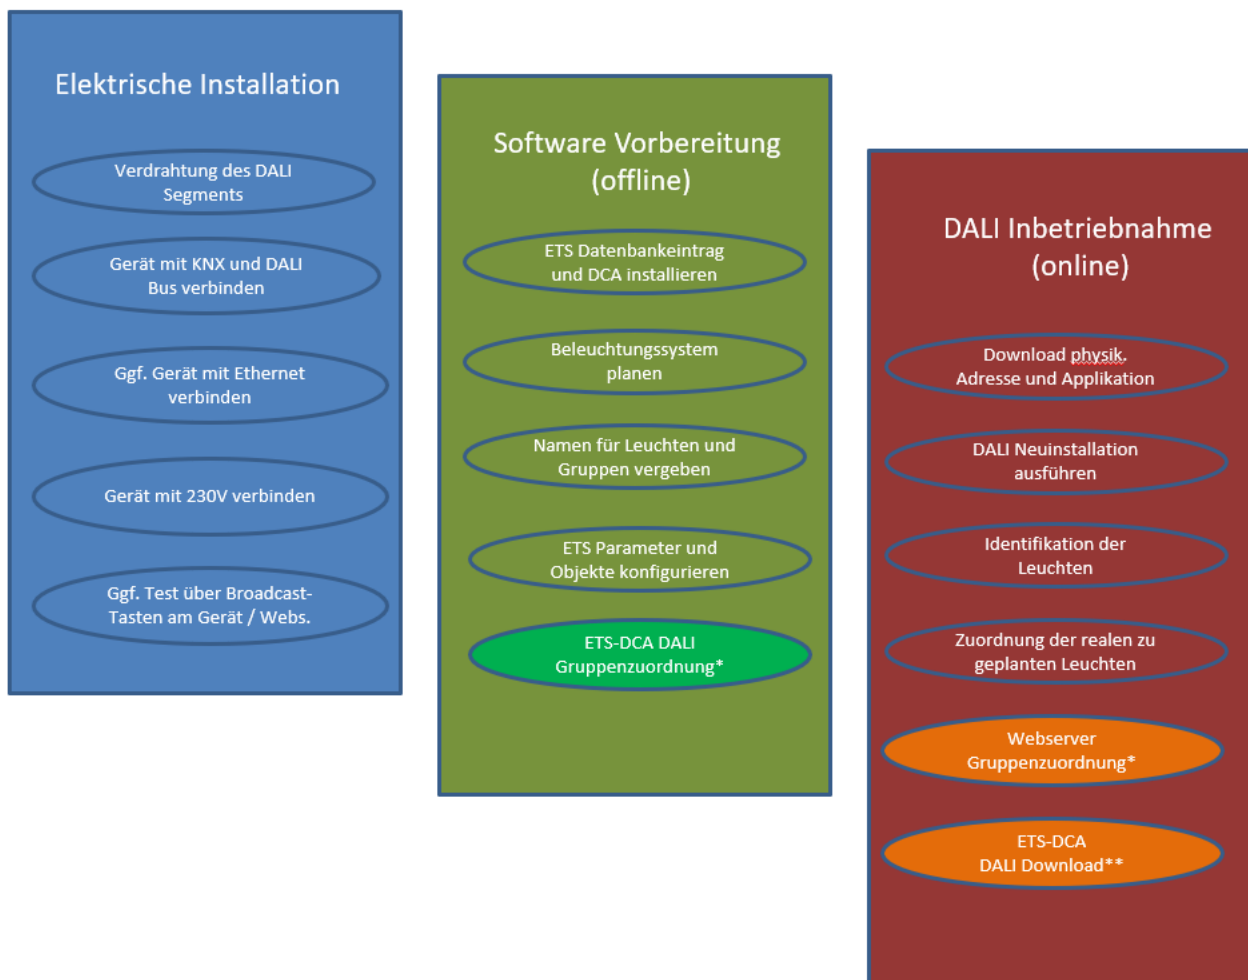 Elektrische Installation
Verdrahtung des DALI
Segments
Gerät mit KNX und DALI
Bus verbinden
Ggf. Gerät mit Ethernet
verbinden
Gerät mit 230V verbinden
Ggf. Test über Broadcast-
Tasten am Gerät / Webs.
Software Vorbereitung
(offline)
ETS Datenbankeintrag
und DCA installieren
Beleuchtungssystem
planen
Namen für Leuchten und
Gruppen vergeben
ETS Parameter und
Objekte konfigurieren
ETS-DCA DALI
Gruppenzuordnung*
DALI Inbetriebnahme
(online)
Download physik.
Adresse und Applikation
DALI Neuinstallation
ausführen
Identifikation der
Leuchten
Zuordnung der realen zu
geplanten Leuchten
Webserver
Gruppenzuordnung*
ETS-DCA
DALI Download**